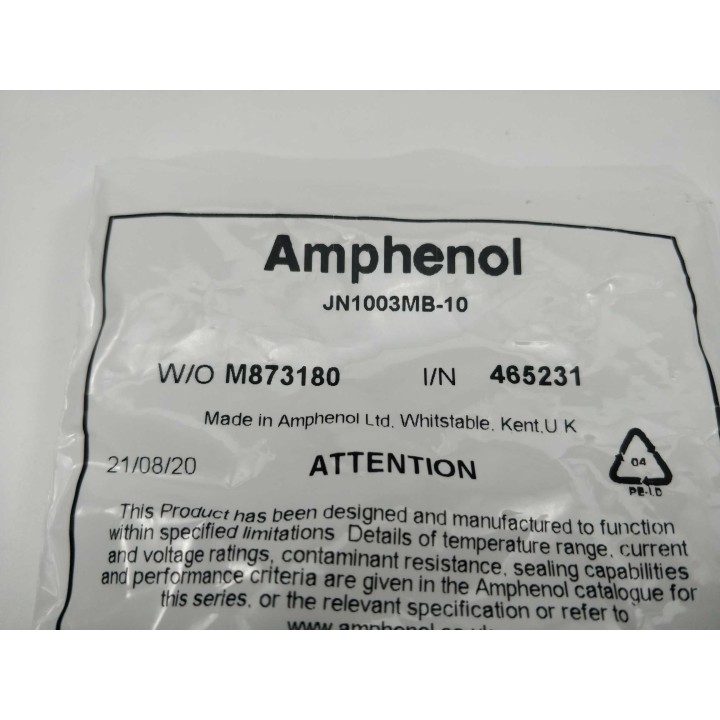 Amphenol
JN1003MB-10
W/O M873180 I/N 465231
Made in Amphenol Ltd, Whitstable, Kent,U K
21/08/20 ATTENTION
04
PE-LD
This Product has been designed and manufactured to function
within specified limitations Details of temperature range, current
and voltage ratings, contaminant resistance, sealing capabilities
and performance criteria are given in the Amphenol catalogue for
this series, or the relevant specification or refer to